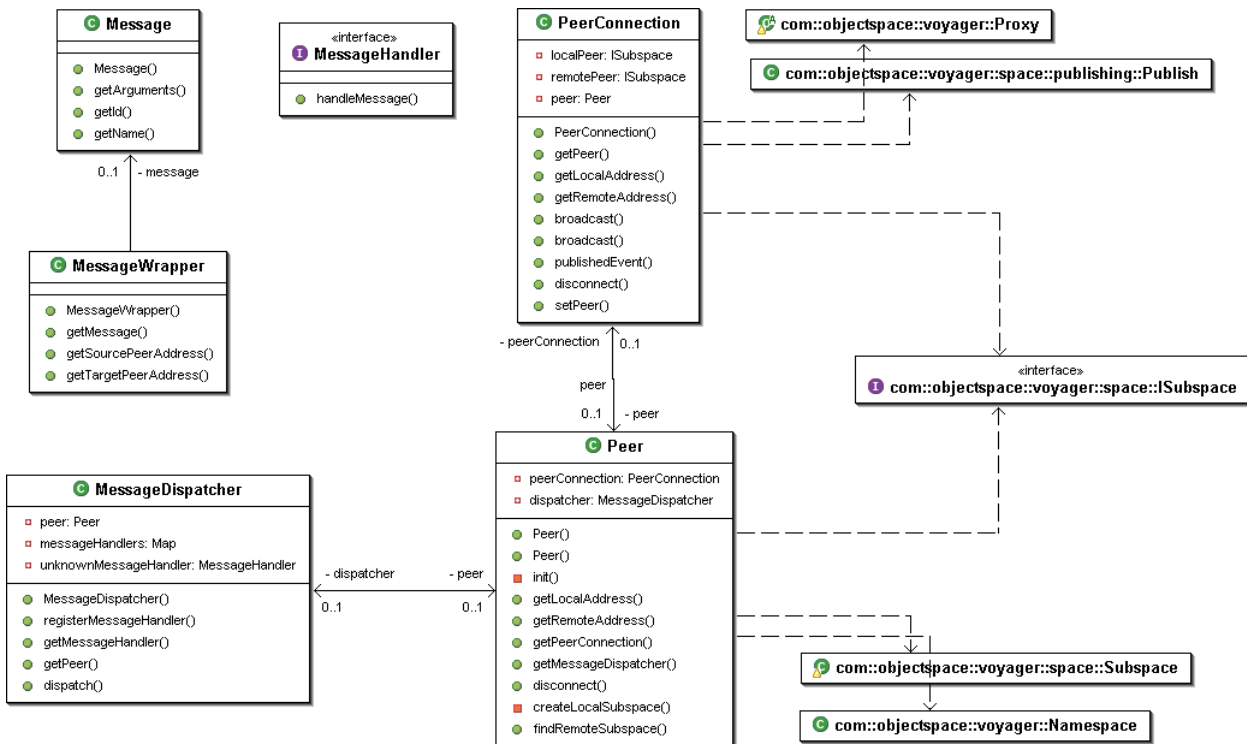 Message
Message()
getArguments()
getId()
getName()
0..1
- message
MessageWrapper
MessageWrapper()
getMessage()
getSourcePeerAddress()
getTargetPeerAddress()
«interface»
MessageHandler
handleMessage()
PeerConnection
localPeer: ISubspace
remotePeer: ISubspace
peer: Peer
PeerConnection()
getPeer()
getLocalAddress()
getRemoteAddress()
broadcast()
broadcast()
publishedEvent()
disconnect()
setPeer()
com::objectspace::voyager::Proxy
com::objectspace::voyager::space::publishing::Publish
- peerConnection
0..1
peer
0..1
- peer
«interface»
com::objectspace::voyager::space::ISubspace
MessageDispatcher
peer: Peer
messageHandlers: Map
unknownMessageHandler: MessageHandler
MessageDispatcher()
registerMessageHandler()
getMessageHandler()
getPeer()
dispatch()
- dispatcher
- peer
0..1
0..1
Peer
peerConnection: PeerConnection
dispatcher: MessageDispatcher
Peer()
Peer()
init()
getLocalAddress()
getRemoteAddress()
getPeerConnection()
getMessageDispatcher()
disconnect()
createLocalSubspace()
findRemoteSubspace()
com::objectspace::voyager::space::Subspace
com::objectspace::voyager::Namespace